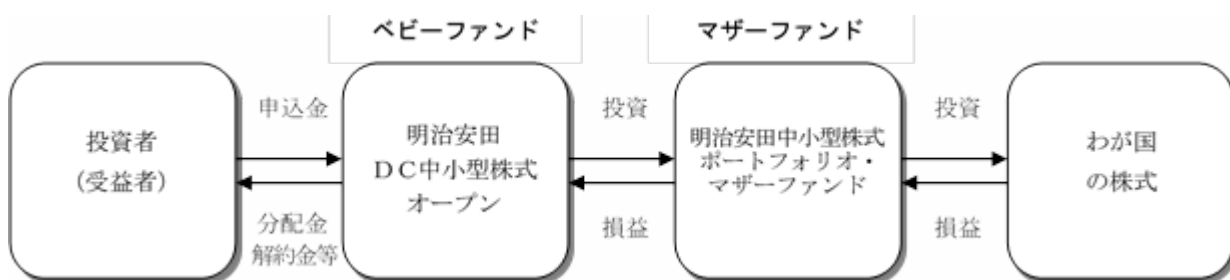 ベビーファンド
マザーファンド
投資者
(受益者)
申込金
分配金
解約金等
明治安田
ＤＣ中小型株式
オープン
投資
損益
明治安田中小型株式
ポートフォリオ・
マザーファンド
投資
損益
わが国
の株式